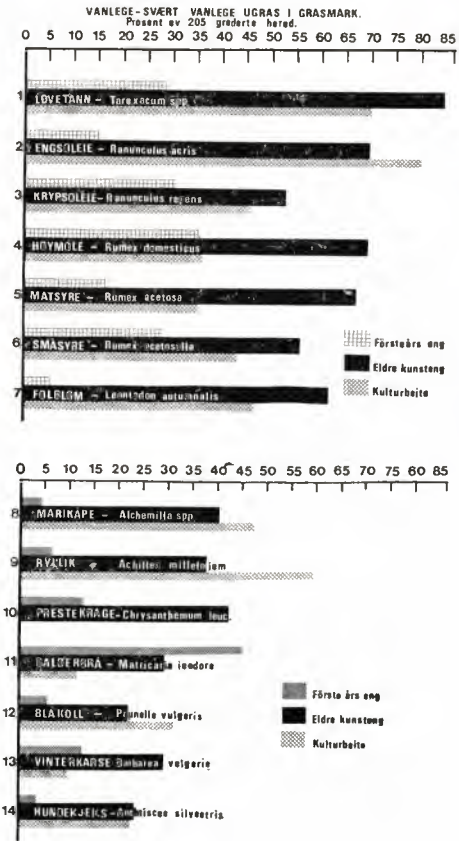 VANLEGE-SVÆRT VANLEGE UGRAS I GRASMARK.
Prosent av 205 graderte hered.
0 5 10 15 20 25 30 35 40 45 50 55 60 65 70 75 80 85
1 LØVETANN – Taraxacum spp
2 ENGSOLEIE – Ranunculus acris
3 KRYPSOLEIE – Ranunculus repens
4 HØYMOLE – Rumex domesticus
5 MATSYRE – Rumex acetosa
6 SMÅSYRE – Rumex acetosella
7 FØLBLOM – Leontodon autumnalis
Förste års eng
Eldre kunsteng
Kulturbeite
0 5 10 15 20 25 30 35 40 45 50 55 60 65 70 75 80 85
8 MARIKÅPE – Alchemilla spp
9 RYLLIK – Achillea millefolium
10 PRESTEKRAGE – Chrysanthemum leuc.
11 BALDERBRÅ – Matricaria inodora
12 BLÅKOLL – Prunella vulgaris
13 VINTERKARSE Barbarea vulgaris
14 HUNDEKJEKS – Anthriscus silvestris
Förste års eng
Eldre kunsteng
Kulturbeite